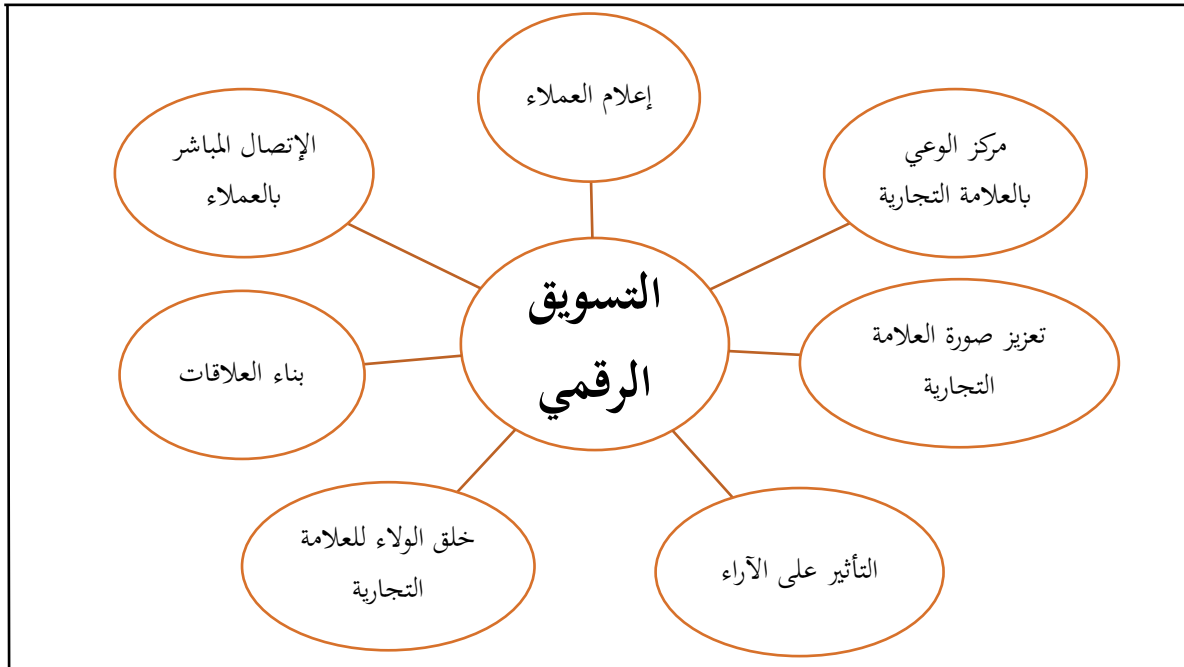 إعلام العملاء
مركز الوعي
بالعلامة التجارية
الإتصال المباشر
بالعملاء
التسويق
الرقمي
تعزيز صورة العلامة
التجارية
بناء العلاقات
خلق الولاء للعلامة
التجارية
التأثير على الآراء